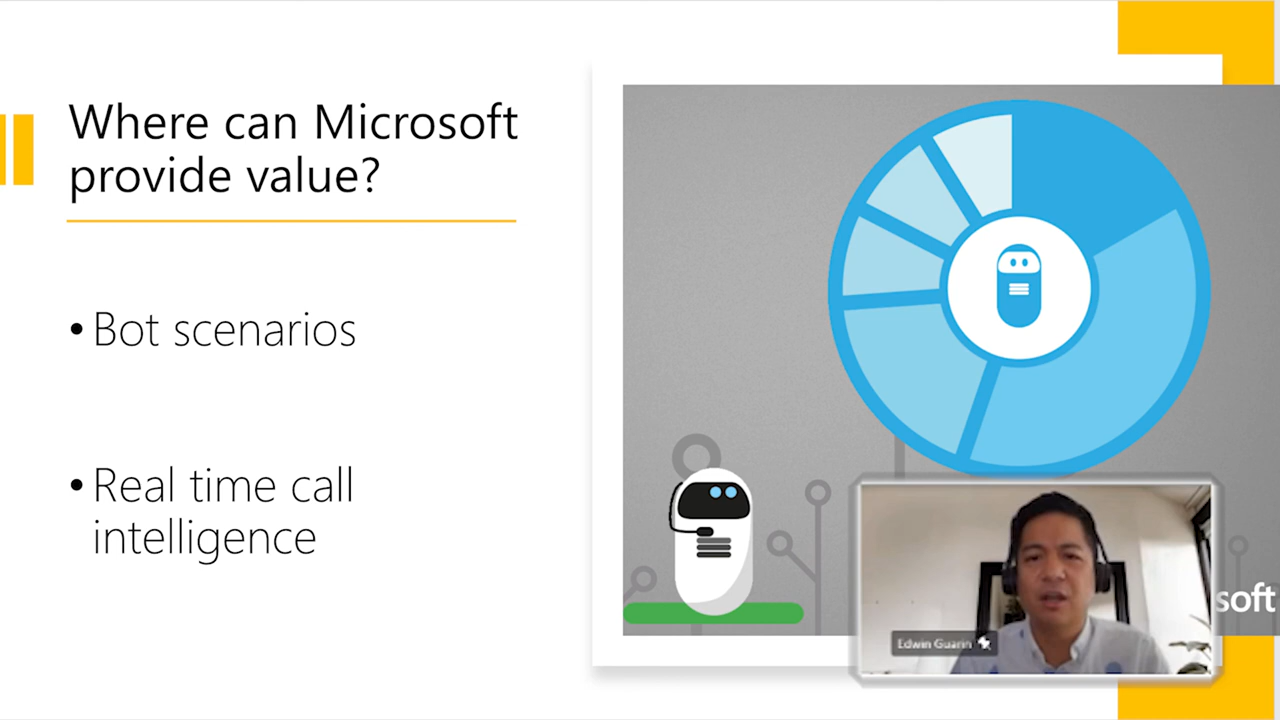 Where can Microsoft
provide value?
• Bot scenarios
• Real time call
intelligence
soft
Edwin Guarin